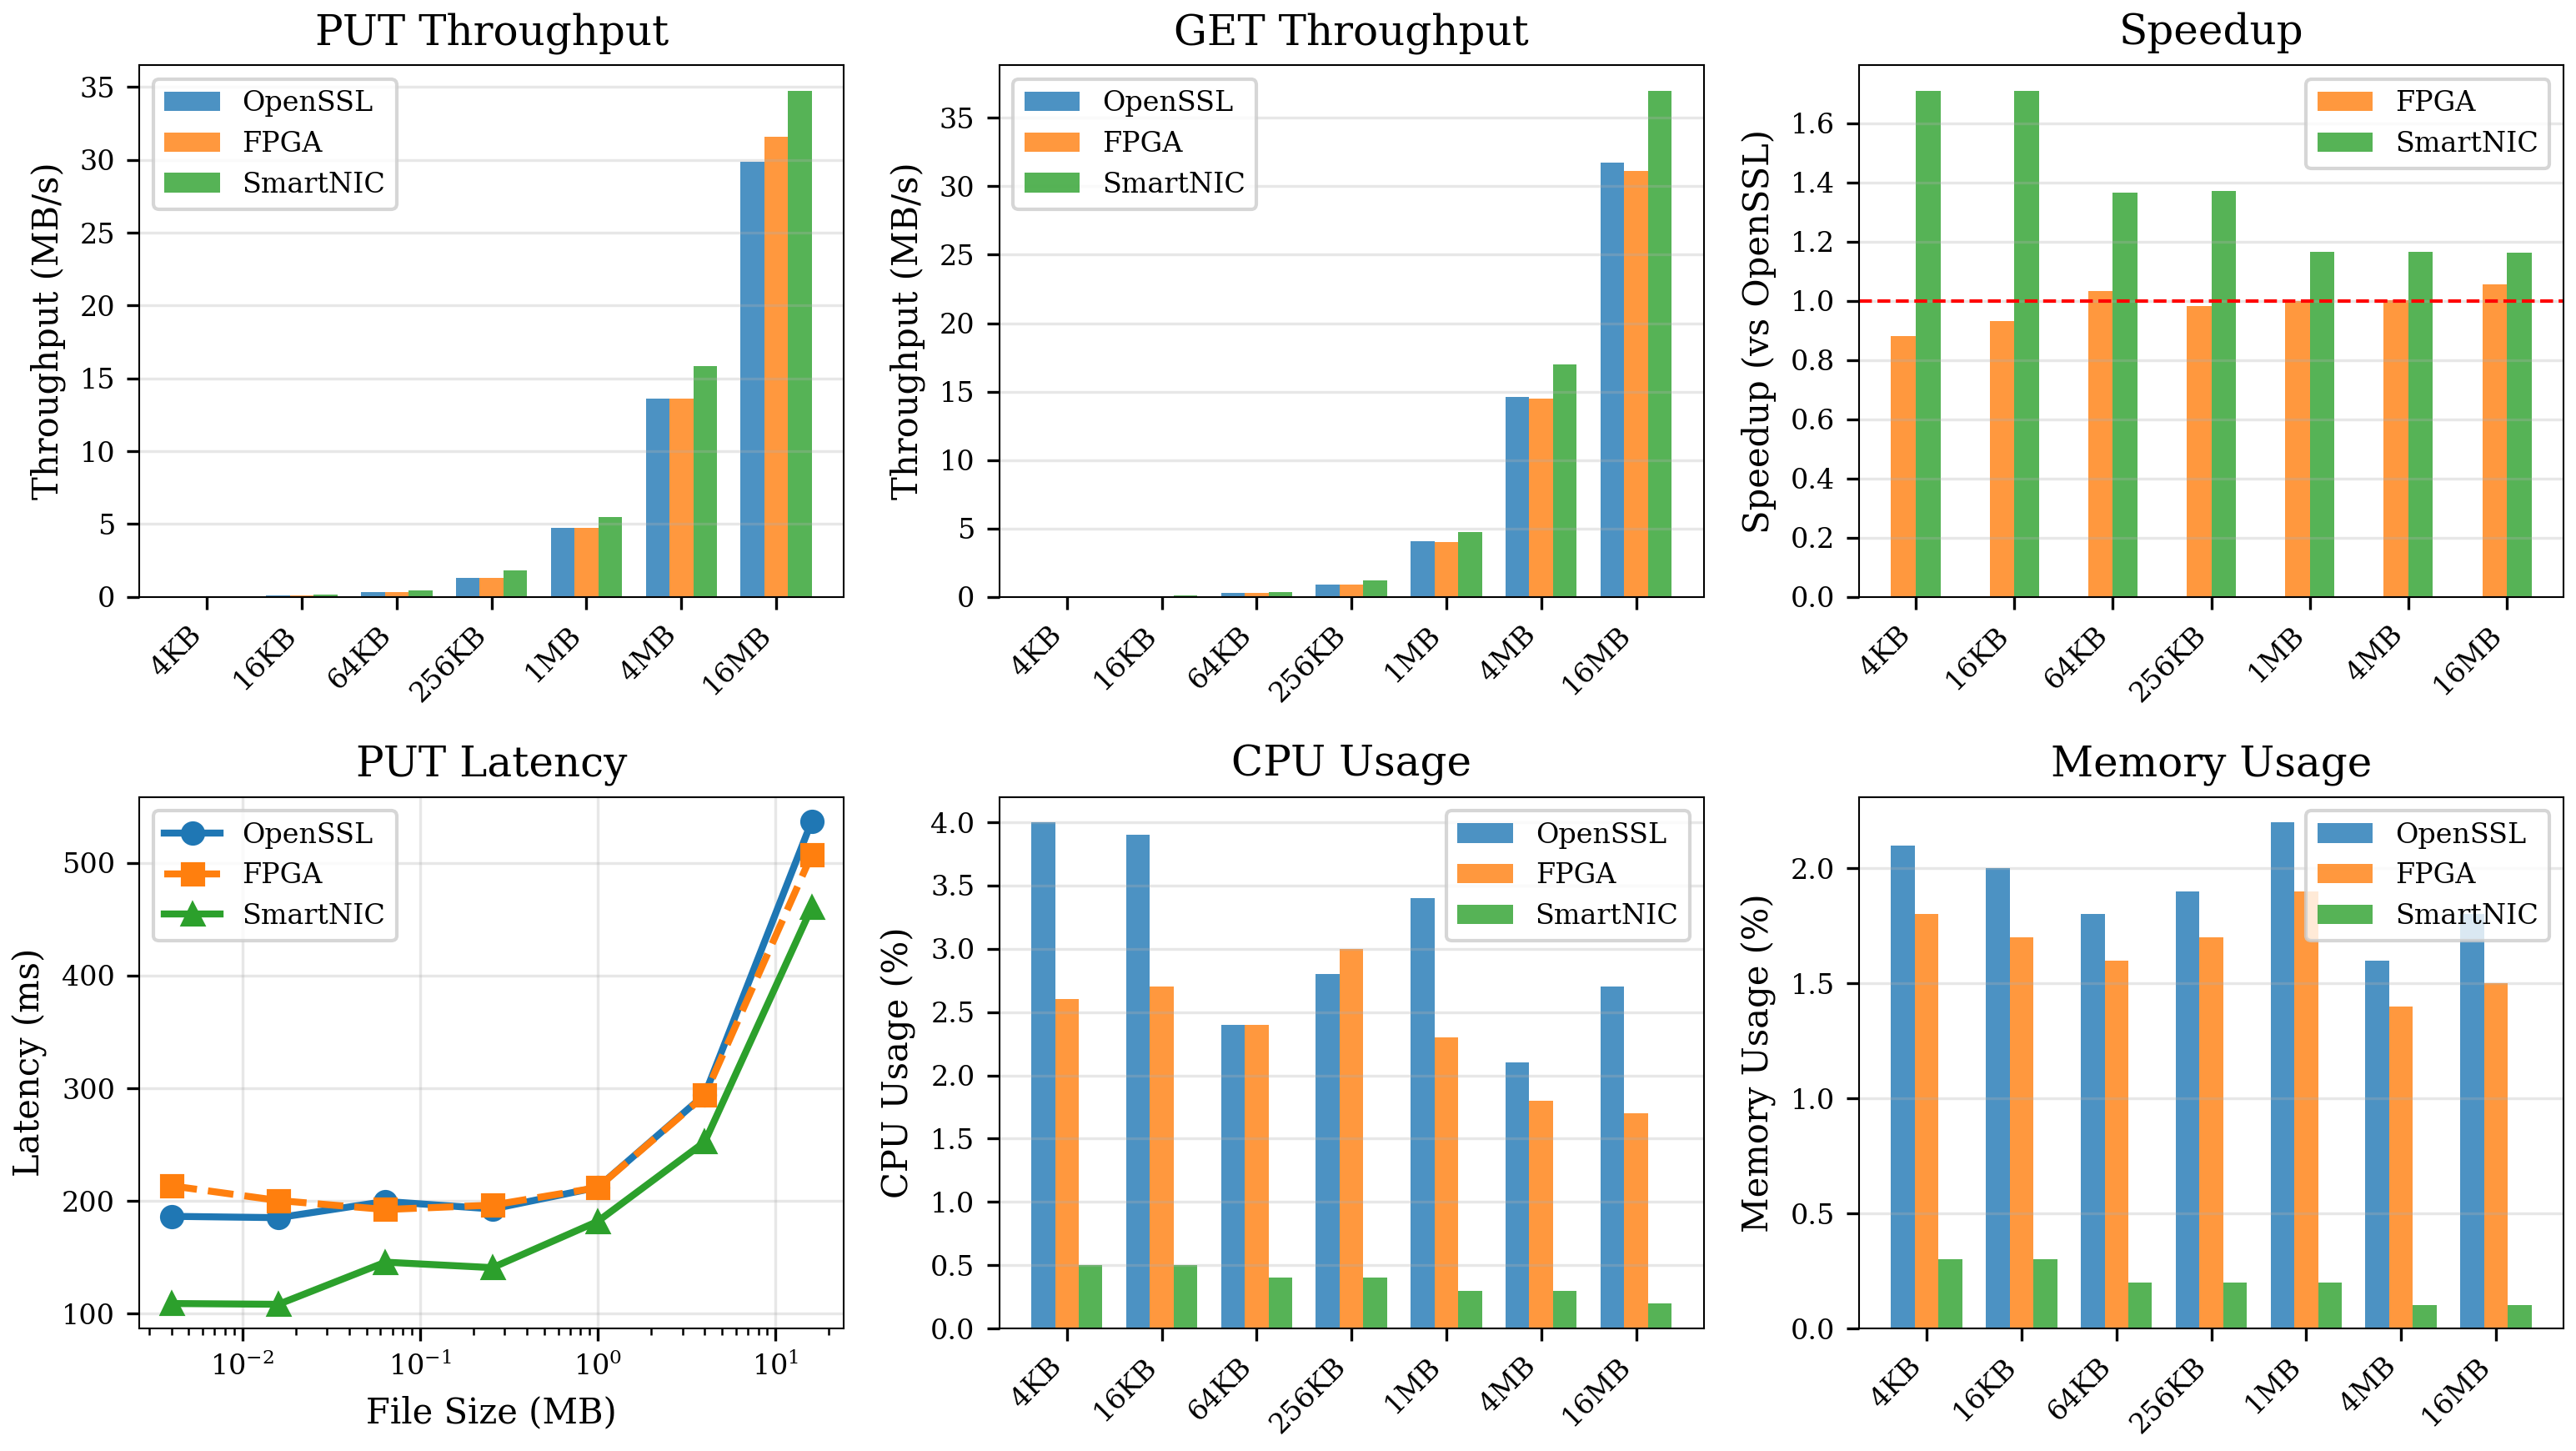 PUT Throughput
Throughput (MB/s)
35
30
25
20
15
10
5
0
OpenSSL
FPGA
SmartNIC
4KB
16KB
64KB
256KB
1MB
4MB
16MB
GET Throughput
Throughput (MB/s)
35
30
25
20
15
10
5
0
OpenSSL
FPGA
SmartNIC
4KB
16KB
64KB
256KB
1MB
4MB
16MB
Speedup
Speedup (vs OpenSSL)
1.6
1.4
1.2
1.0
0.8
0.6
0.4
0.2
0.0
FPGA
SmartNIC
4KB
16KB
64KB
256KB
1MB
4MB
16MB
PUT Latency
Latency (ms)
500
400
300
200
100
OpenSSL
FPGA
SmartNIC
10⁻²
10⁻¹
10⁰
10¹
File Size (MB)
CPU Usage
CPU Usage (%)
4.0
3.5
3.0
2.5
2.0
1.5
1.0
0.5
0.0
OpenSSL
FPGA
SmartNIC
4KB
16KB
64KB
256KB
1MB
4MB
16MB
Memory Usage
Memory Usage (%)
2.0
1.5
1.0
0.5
0.0
OpenSSL
FPGA
SmartNIC
4KB
16KB
64KB
256KB
1MB
4MB
16MB